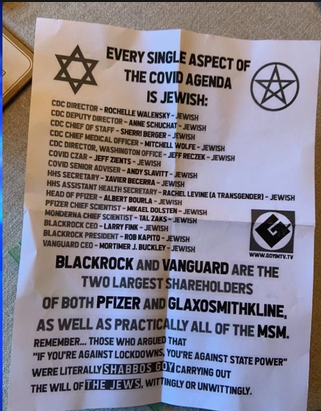 EVERY SINGLE ASPECT OF
THE COVID AGENDA
IS JEWISH:
CDC DIRECTOR - ROCHELLE WALENSKY - JEWISH
CDC DEPUTY DIRECTOR - ANNE SCHUCHAT - JEWISH
CDC CHIEF OF STAFF - SHERRI BERGER - JEWISH
CDC CHIEF MEDICAL OFFICER - MITCHELL WOLFE - JEWISH
CDC DIRECTOR, WASHINGTON OFFICE - JEFF RECZEK - JEWISH
COVID CZAR - JEFF ZIENTS - JEWISH
COVID SENIOR ADVISER - ANDY SLAVITT - JEWISH
HHS SECRETARY - XAVIER BECERRA - JEWISH
HHS ASSISTANT HEALTH SECRETARY - RACHEL LEVINE (A TRANSGENDER) - JEWISH
HEAD OF PFIZER - ALBERT BOURLA - JEWISH
PFIZER CHIEF SCIENTIST - MIKAEL DOLSTEN - JEWISH
MONDERNA CHIEF SCIENTIST - TAL ZAKS - JEWISH
BLACKROCK CEO - LARRY FINK - JEWISH
BLACKROCK PRESIDENT - ROB KAPITO - JEWISH
VANGUARD CEO - MORTIMER J. BUCKLEY - JEWISH
WWW.GOYIMTV.TV
BLACKROCK AND VANGUARD ARE THE
TWO LARGEST SHAREHOLDERS
OF BOTH PFIZER AND GLAXOSMITHKLINE,
AS WELL AS PRACTICALLY ALL OF THE MSM.
REMEMBER... THOSE WHO ARGUED THAT
"IF YOU'RE AGAINST LOCKDOWNS, YOU'RE AGAINST STATE POWER"
WERE LITERALLY SHABBOS GOY CARRYING OUT
THE WILL OF THE JEWS, WITTINGLY OR UNWITTINGLY.